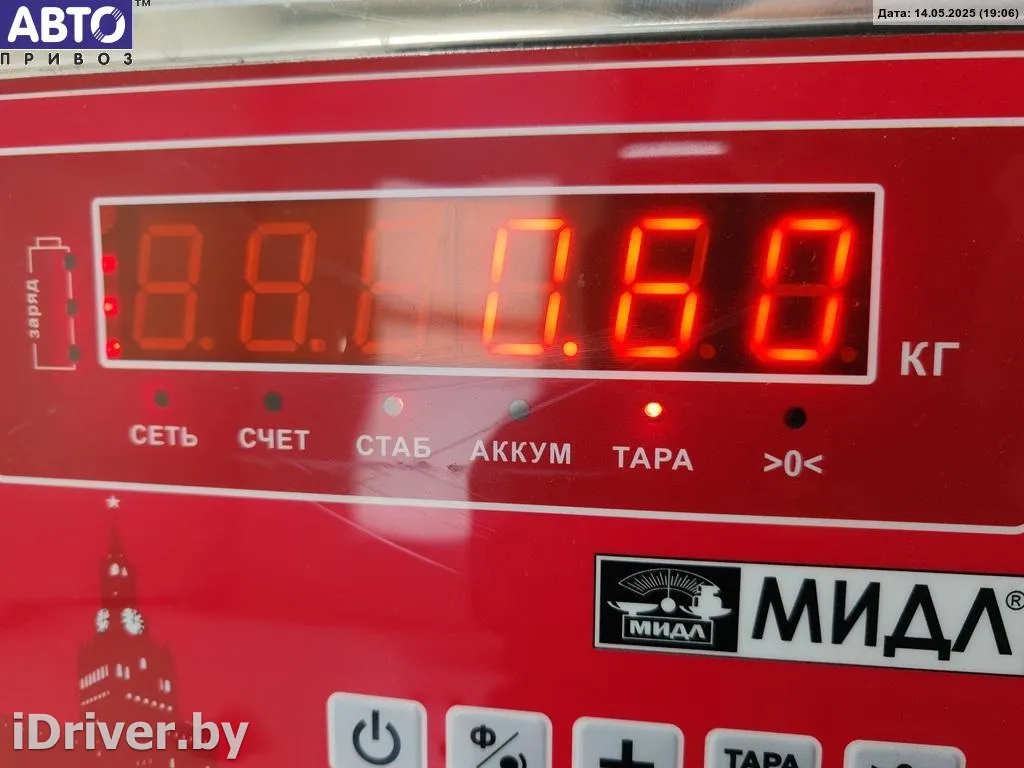 АВТО™
ПРИВОЗ
Дата: 14.05.2025 (19:06)
заряд
0.60
КГ
СЕТЬ СЧЕТ СТАБ АККУМ ТАРА >0<
МИДЛ МИДЛ®
Ф
ТАРА
iDriver.by